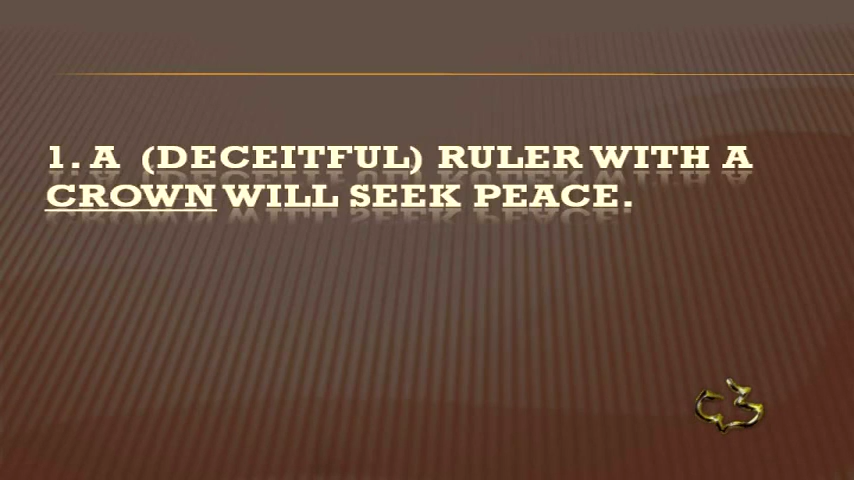 1. A (DECEITFUL) RULER WITH A
CROWN WILL SEEK PEACE.